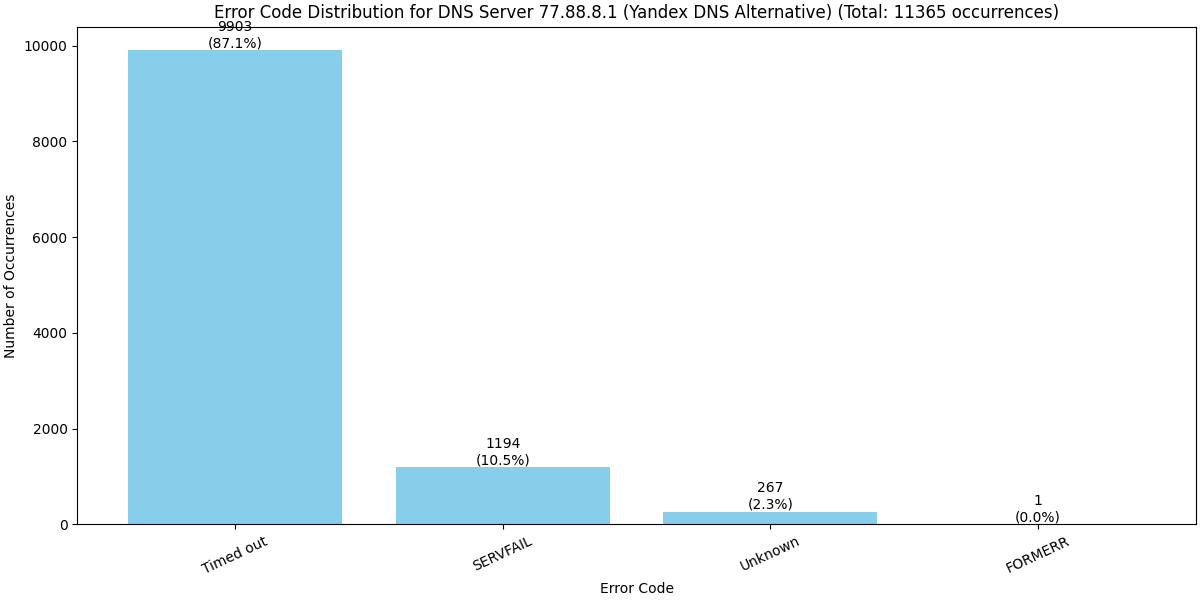 Error Code Distribution for DNS Server 77.88.8.1 (Yandex DNS Alternative) (Total: 11365 occurrences)
9903
(87.1%)
10000
8000
6000
4000
2000
0
Number of Occurrences
1194
(10.5%)
267
(2.3%)
1
(0.0%)
Timed out
SERVFAIL
Unknown
FORMERR
Error Code